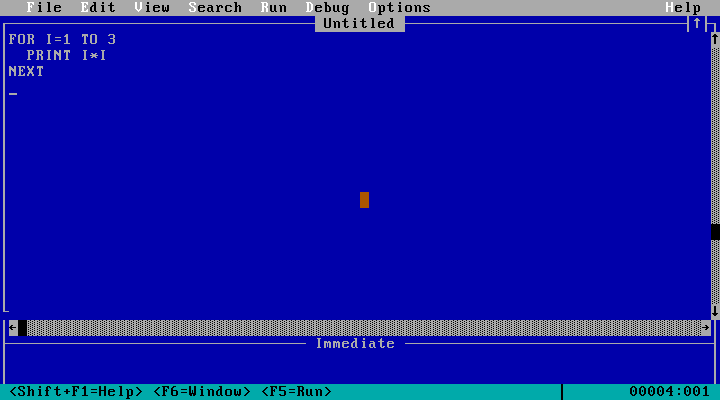 File Edit View Search Run Debug Options Help
Untitled
FOR I=1 TO 3
  PRINT I*I
NEXT
Immediate
<Shift+F1=Help> <F6=Window> <F5=Run> 00004:001